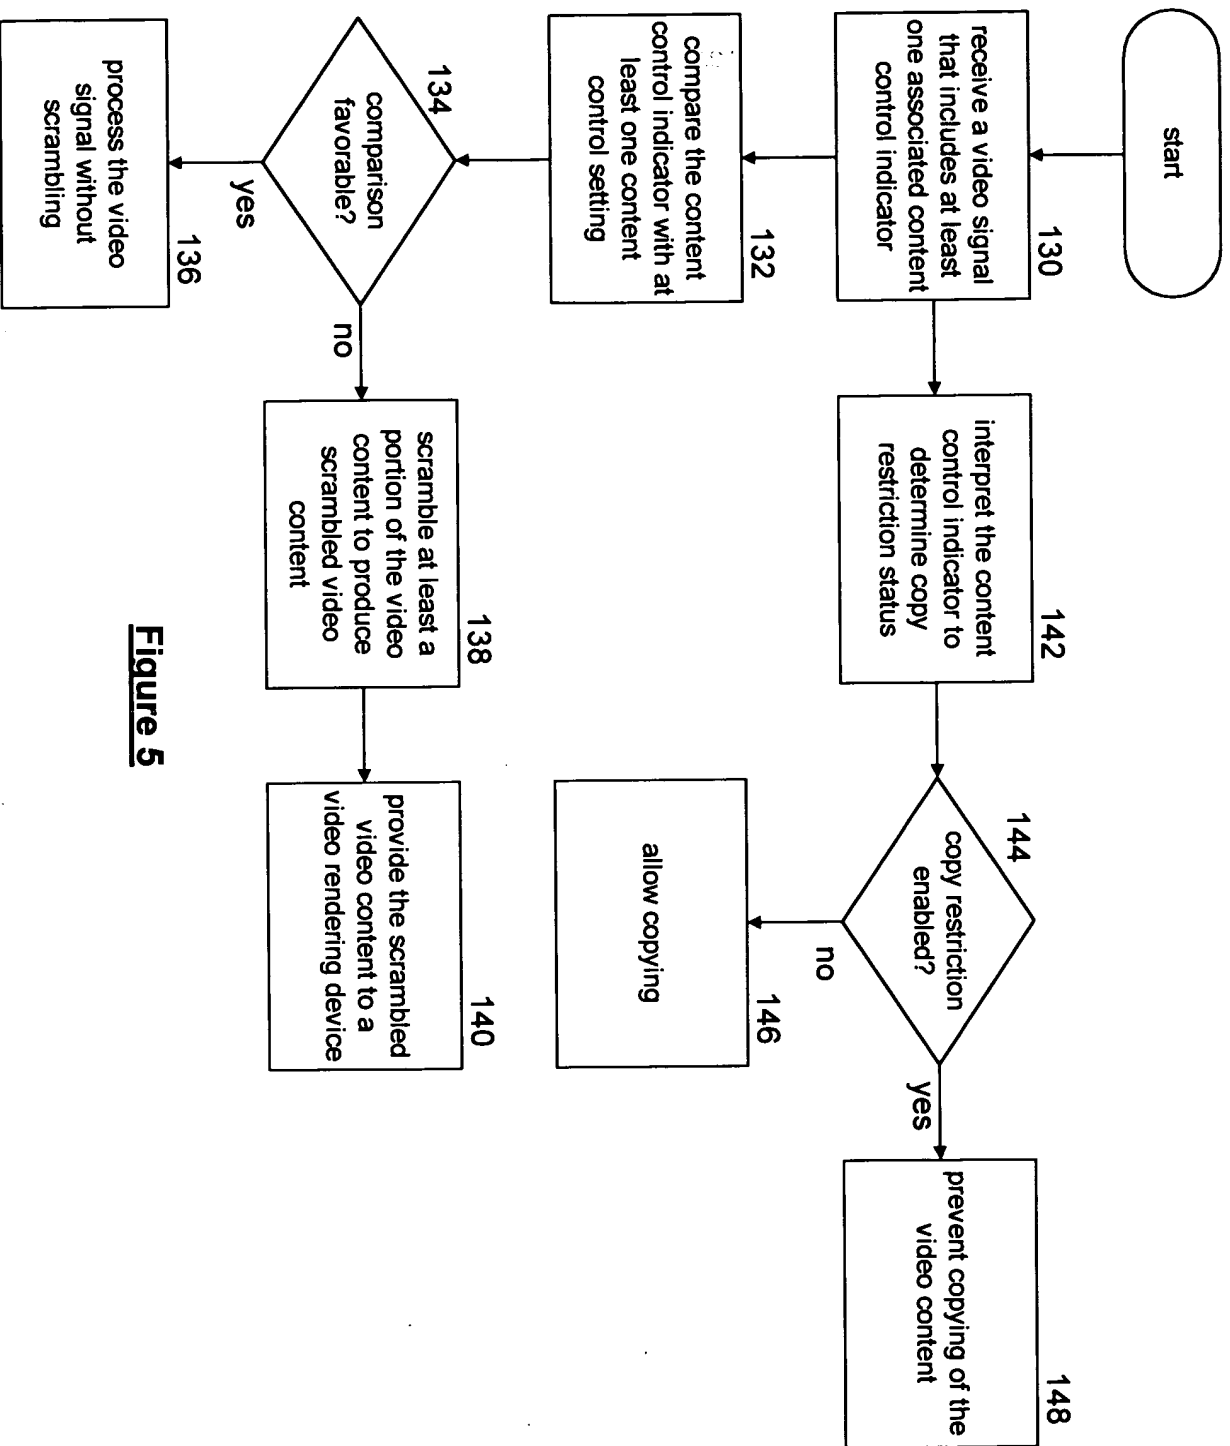 start
130
receive a video signal
that includes at least
one associated content
control indicator
142
interpret the content
control indicator to
determine copy
restriction status
144
copy restriction
enabled?
yes
148
prevent copying of the
video content
no
146
allow copying
132
compare the content
control indicator with at
least one content
control setting
134
comparison
favorable?
no
138
scramble at least a
portion of the video
content to produce
scrambled video
content
140
provide the scrambled
video content to a
video rendering device
yes
136
process the video
signal without
scrambling
Figure 5